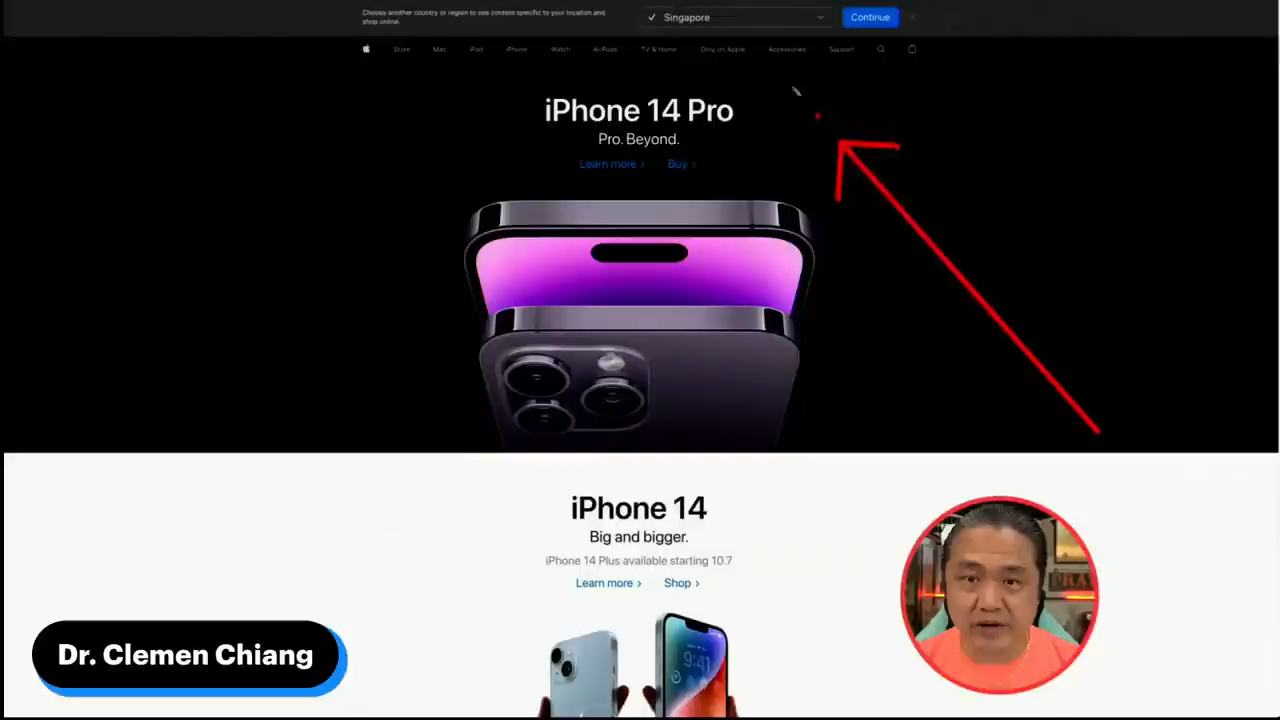 Choose another country or region to see content specific to your location and
shop online.
Singapore
Continue
Store Mac iPad iPhone Watch AirPods TV & Home Only on Apple Accessories Support
iPhone 14 Pro
Pro. Beyond.
Learn more > Buy >
iPhone 14
Big and bigger.
iPhone 14 Plus available starting 10.7
Learn more > Shop >
9:41
Dr. Clemen Chiang